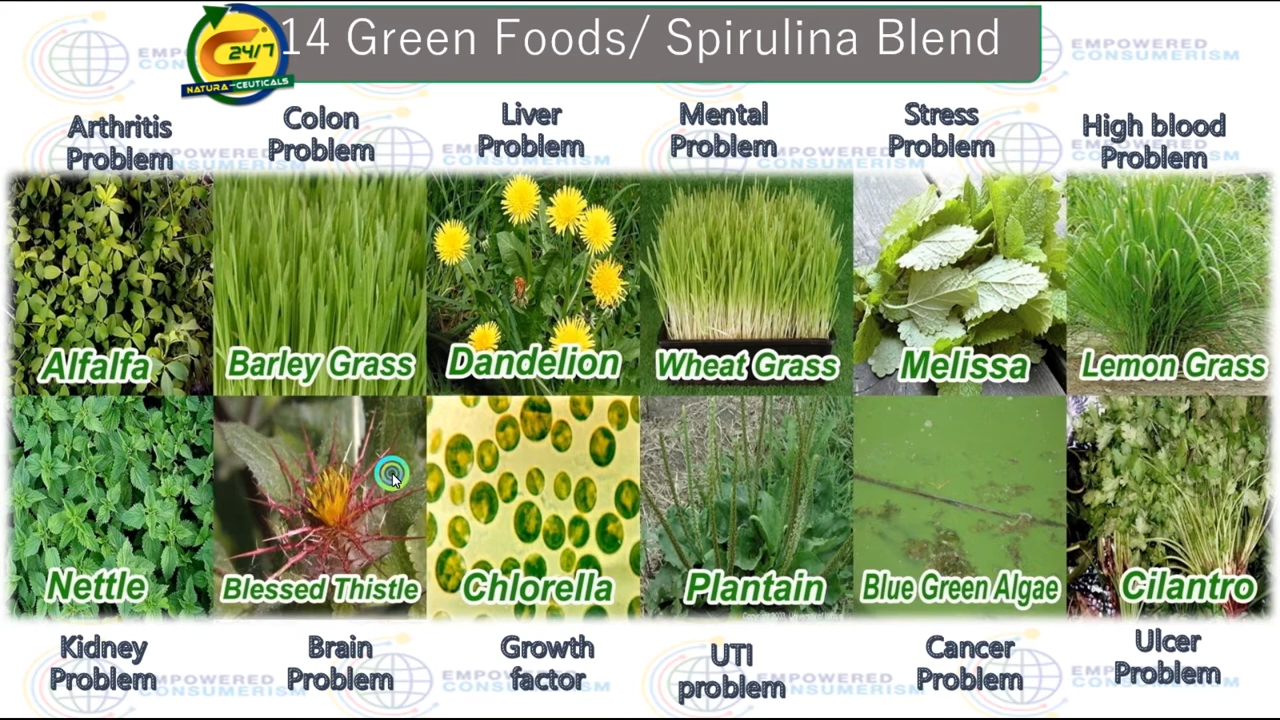 14 Green Foods/ Spirulina Blend
C 24/7
NATURA-CEUTICALS
EMPOWERED
CONSUMERISM
Arthritis
Problem
Colon
Problem
Liver
Problem
Mental
Problem
Stress
Problem
High blood
Problem
Alfalfa
Barley Grass
Dandelion
Wheat Grass
Melissa
Lemon Grass
Nettle
Blessed Thistle
Chlorella
Plantain
Blue Green Algae
Cilantro
Kidney
Problem
Brain
Problem
Growth
factor
UTI
problem
Cancer
Problem
Ulcer
Problem
EMPOWERED
CONSUMERISM